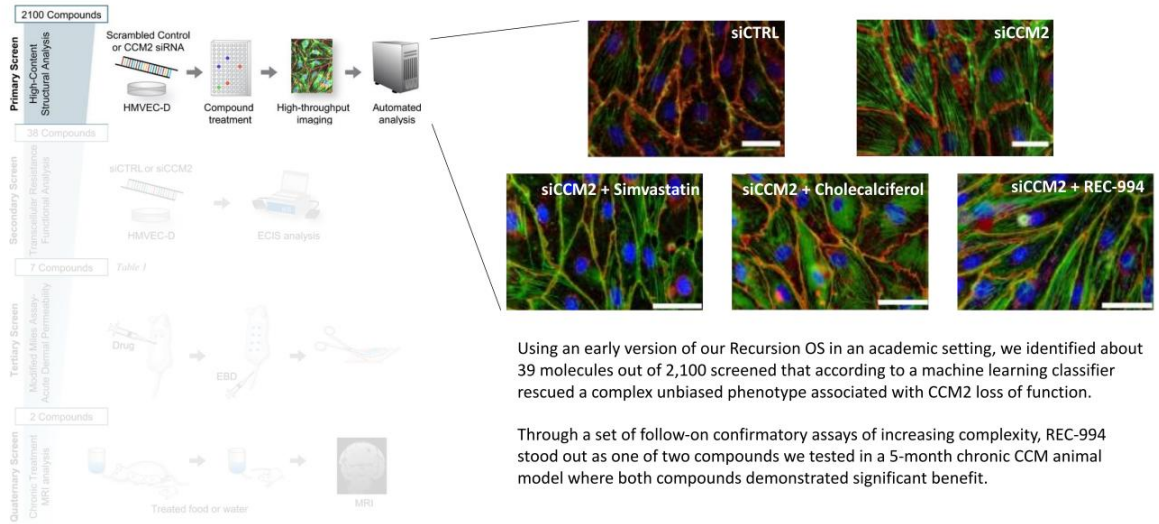 2100 Compounds
Primary Screen
High-Content
Structural Analysis
Scrambled Control
or CCM2 siRNA
HMVEC-D
Compound
treatment
High-throughput
imaging
Automated
analysis
38 Compounds
Secondary Screen
Transcellular Resistance
Functional Analysis
siCTRL or siCCM2
HMVEC-D
ECIS analysis
7 Compounds
Table 1
Tertiary Screen
Modified Miles Assay-
Acute Dermal Permeability
Drug
EBD
2 Compounds
Quaternary Screen
Chronic Treatment
MRI analysis
Treated food or water
MRI
siCTRL
siCCM2
siCCM2 + Simvastatin
siCCM2 + Cholecalciferol
siCCM2 + REC-994
Using an early version of our Recursion OS in an academic setting, we identified about
39 molecules out of 2,100 screened that according to a machine learning classifier
rescued a complex unbiased phenotype associated with CCM2 loss of function.
Through a set of follow-on confirmatory assays of increasing complexity, REC-994
stood out as one of two compounds we tested in a 5-month chronic CCM animal
model where both compounds demonstrated significant benefit.